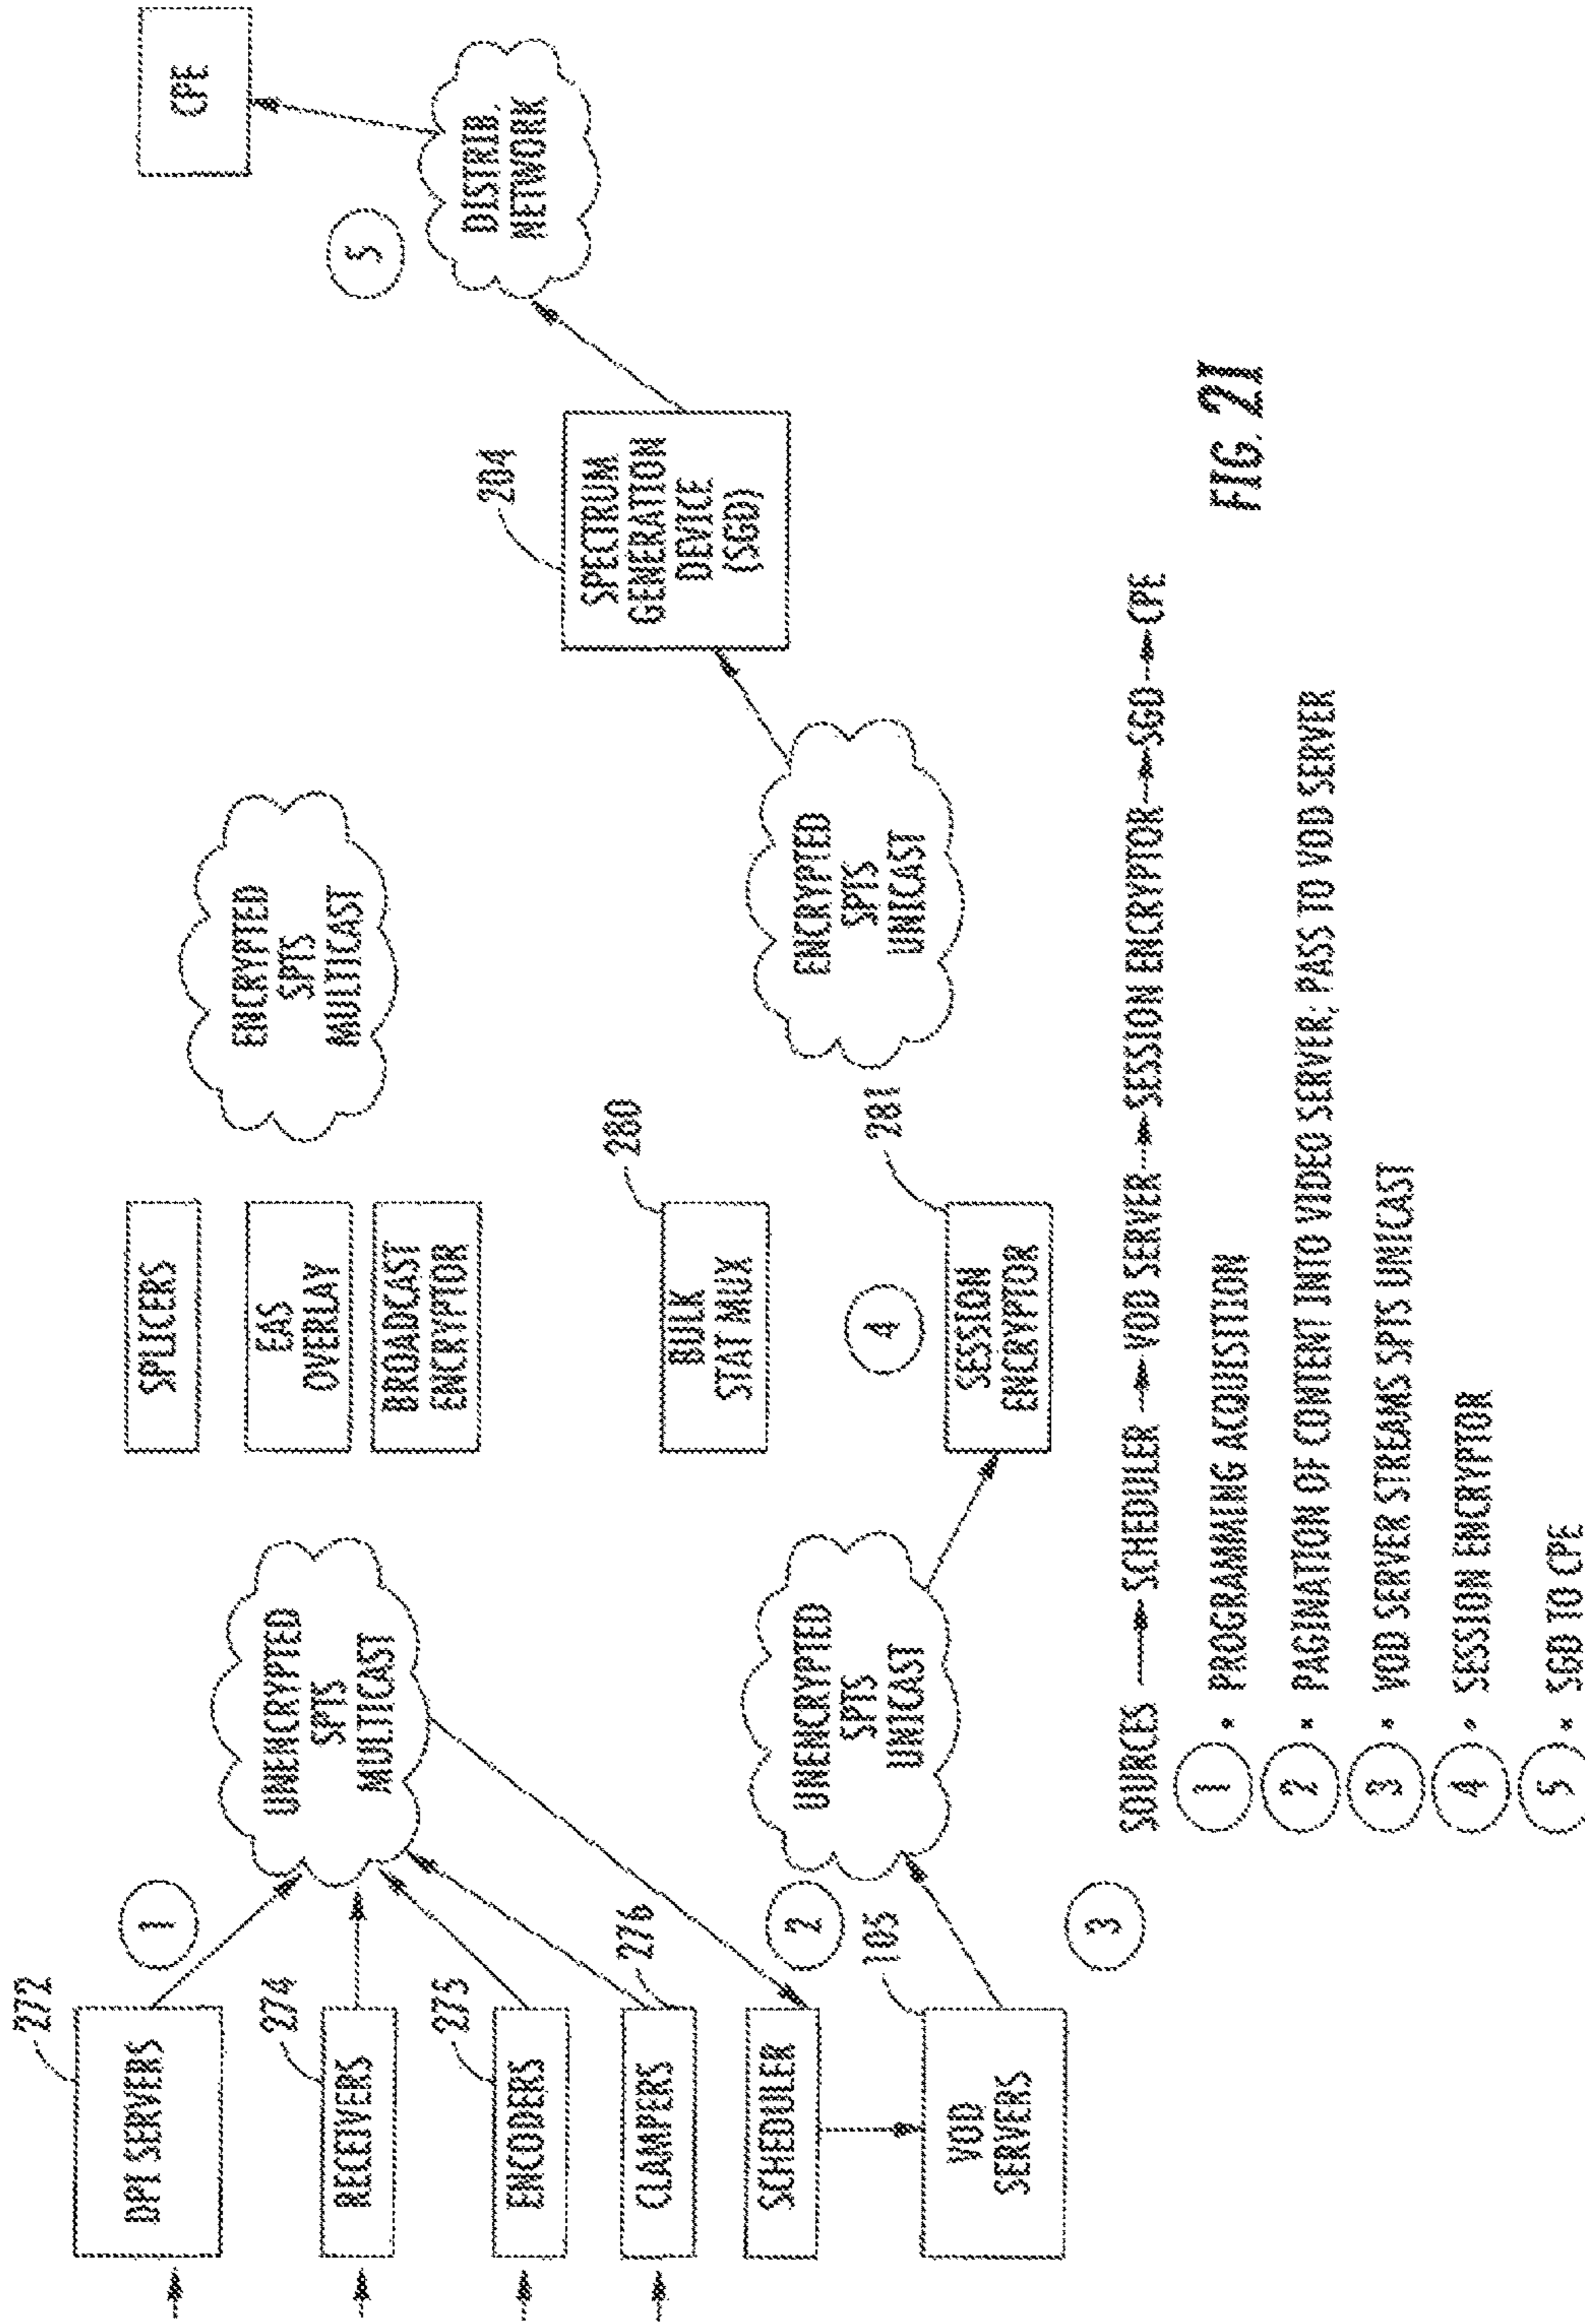 272
DPI SERVERS
1
274
RECEIVERS
275
ENCODERS
276
CLAMPERS
SCHEDULER
2
105
VOD
SERVERS
3
UNENCRYPTED
SPTS
MULTICAST
UNENCRYPTED
SPTS
UNICAST
SPLICERS
EAS
OVERLAY
BROADCAST
ENCRYPTOR
280
BULK
STAT MUX
4
281
SESSION
ENCRYPTOR
ENCRYPTED
SPTS
MULTICAST
ENCRYPTED
SPTS
UNICAST
204
SPECTRUM
GENERATION
DEVICE
(SGD)
5
DISTRIB.
NETWORK
CPE
SOURCES → SCHEDULER → VOD SERVER → SESSION ENCRYPTOR → SGD → CPE
1 • PROGRAMMING ACQUISITION
2 • PAGINATION OF CONTENT INTO VIDEO SERVER; PASS TO VOD SERVER
3 • VOD SERVER STREAMS SPTS UNICAST
4 • SESSION ENCRYPTOR
5 • SGD TO CPE
FIG. 21